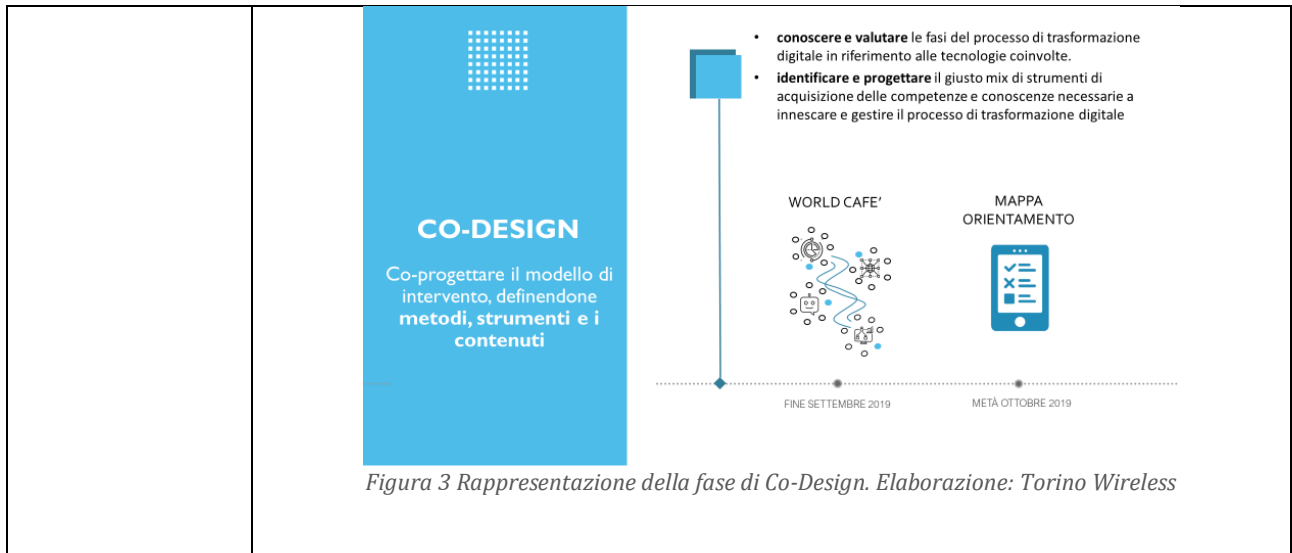 • conoscere e valutare le fasi del processo di trasformazione
digitale in riferimento alle tecnologie coinvolte.
• identificare e progettare il giusto mix di strumenti di
acquisizione delle competenze e conoscenze necessarie a
innescare e gestire il processo di trasformazione digitale
CO-DESIGN
Co-progettare il modello di
intervento, definendone
metodi, strumenti e i
contenuti
WORLD CAFE'
MAPPA
ORIENTAMENTO
FINE SETTEMBRE 2019
METÀ OTTOBRE 2019
Figura 3 Rappresentazione della fase di Co-Design. Elaborazione: Torino Wireless